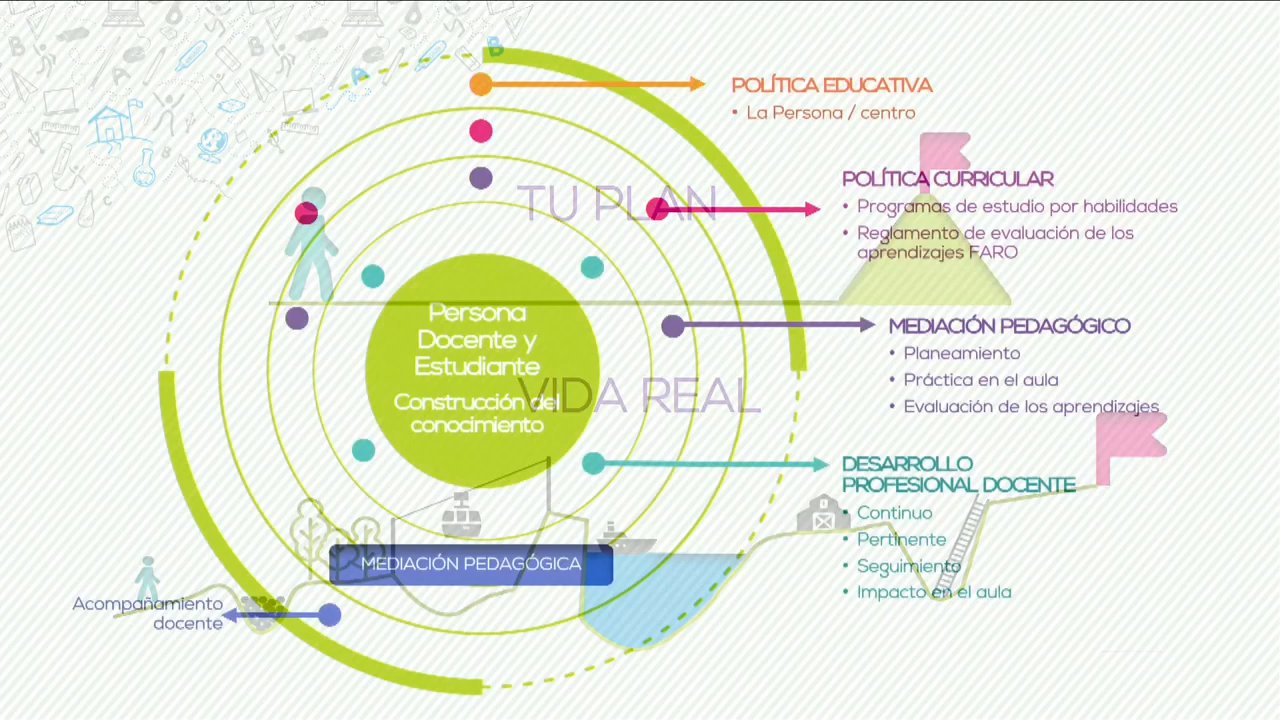 POLÍTICA EDUCATIVA
• La Persona / centro
TU PLAN
POLÍTICA CURRICULAR
• Programas de estudio por habilidades
• Reglamento de evaluación de los
aprendizajes FARO
Persona
Docente y
Estudiante
Construcción del
conocimiento
MEDIACIÓN PEDAGÓGICO
• Planeamiento
• Práctica en el aula
• Evaluación de los aprendizajes
VIDA REAL
DESARROLLO
PROFESIONAL DOCENTE
• Continuo
• Pertinente
• Seguimiento
• Impacto en el aula
MEDIACIÓN PEDAGÓGICA
Acompañamiento
docente